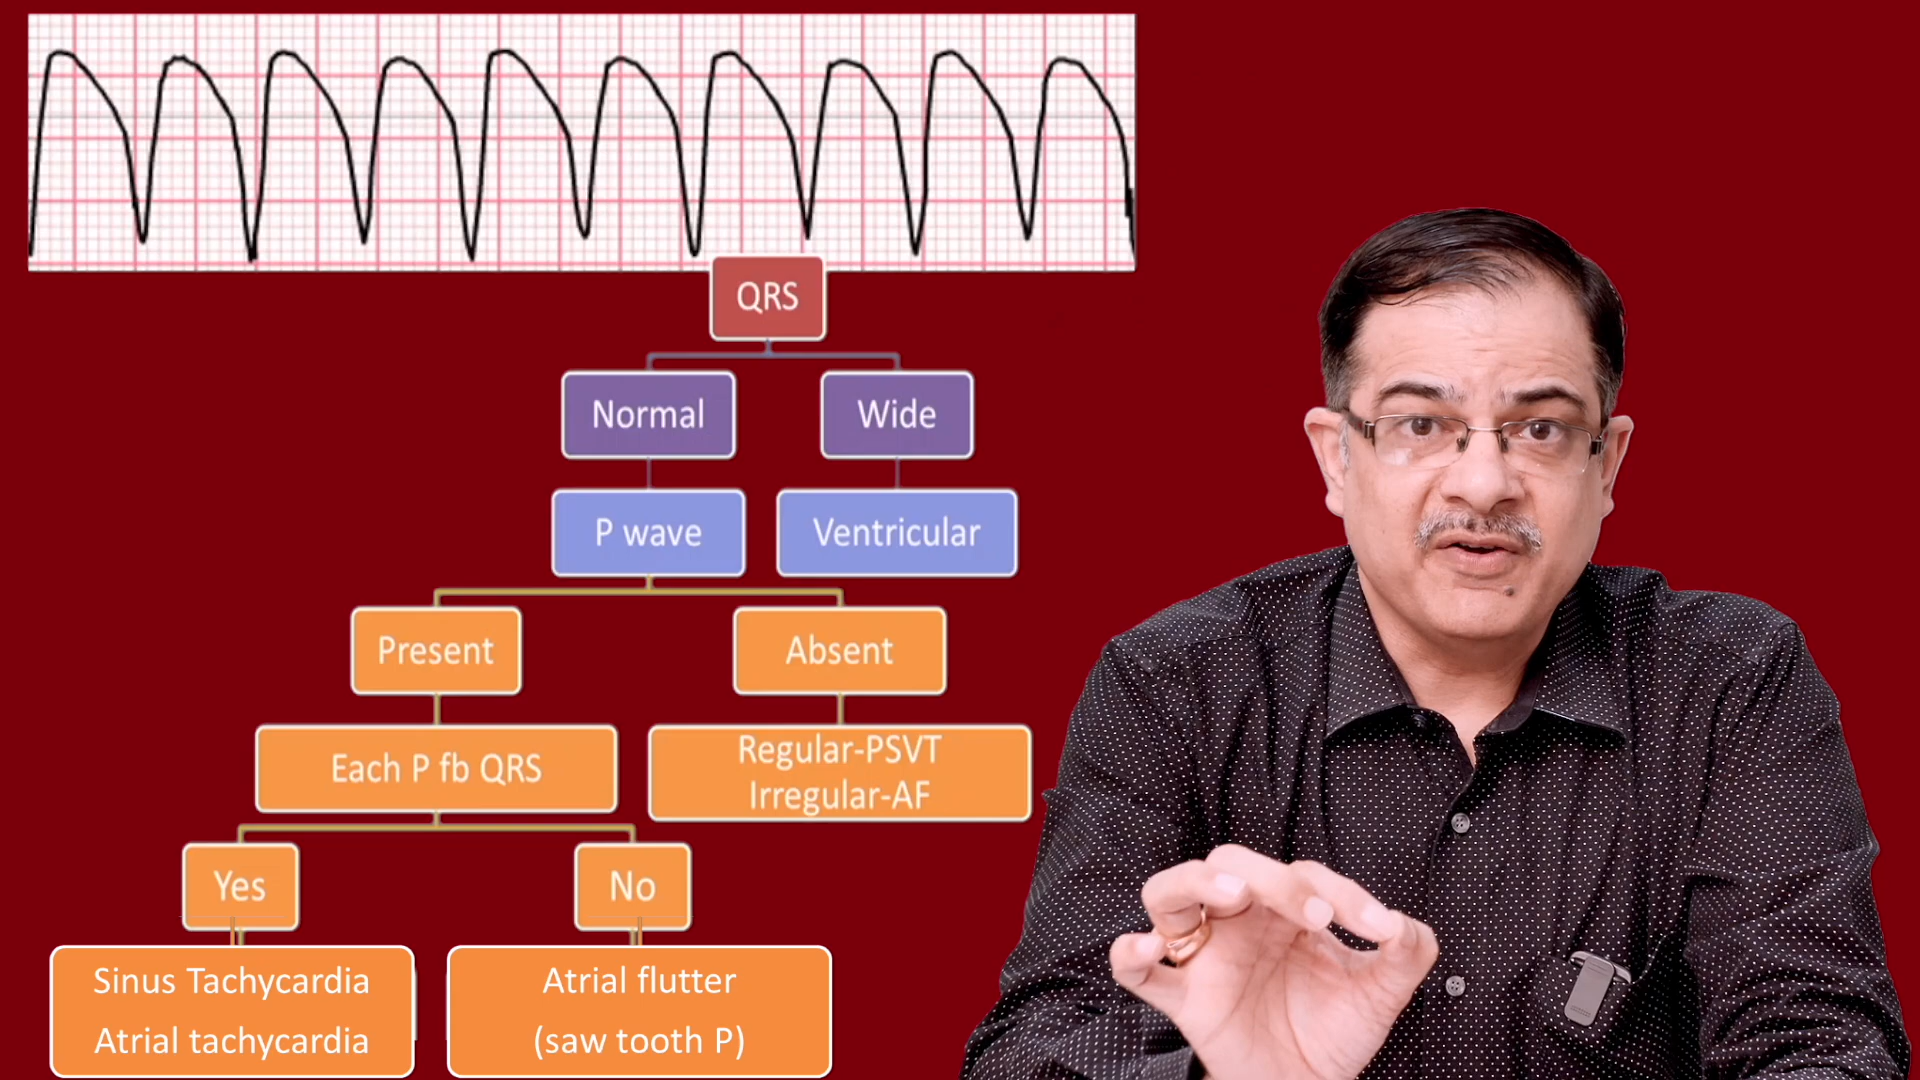 QRS
Normal
Wide
P wave
Ventricular
Present
Absent
Each P fb QRS
Regular-PSVT
Irregular-AF
Yes
No
Sinus Tachycardia
Atrial tachycardia
Atrial flutter
(saw tooth P)